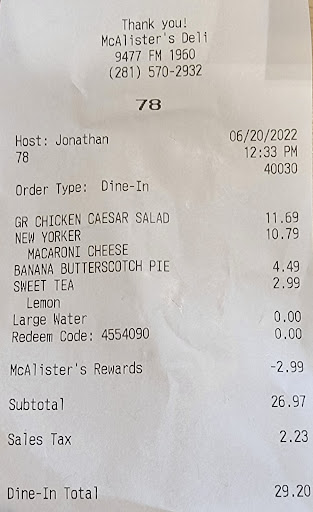 Thank you!
McAlister's Deli
9477 FM 1960
(281) 570-2932
78
Host: Jonathan 06/20/2022
78 12:33 PM
40030
Order Type: Dine-In
GR CHICKEN CAESAR SALAD 11.69
NEW YORKER 10.79
MACARONI CHEESE
BANANA BUTTERSCOTCH PIE 4.49
SWEET TEA 2.99
Lemon
Large Water 0.00
Redeem Code: 4554090 0.00
McAlister's Rewards -2.99
Subtotal 26.97
Sales Tax 2.23
Dine-In Total 29.20